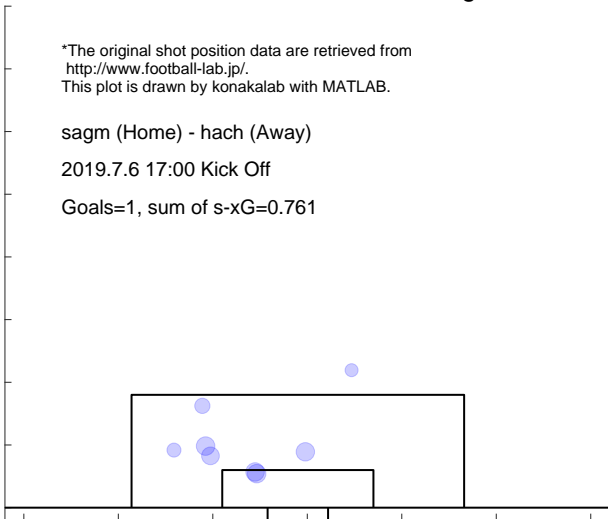 *The original shot position data are retrieved from
http://www.football-lab.jp/.
This plot is drawn by konakalab with MATLAB.
sagm (Home) - hach (Away)
2019.7.6 17:00 Kick Off
Goals=1, sum of s-xG=0.761